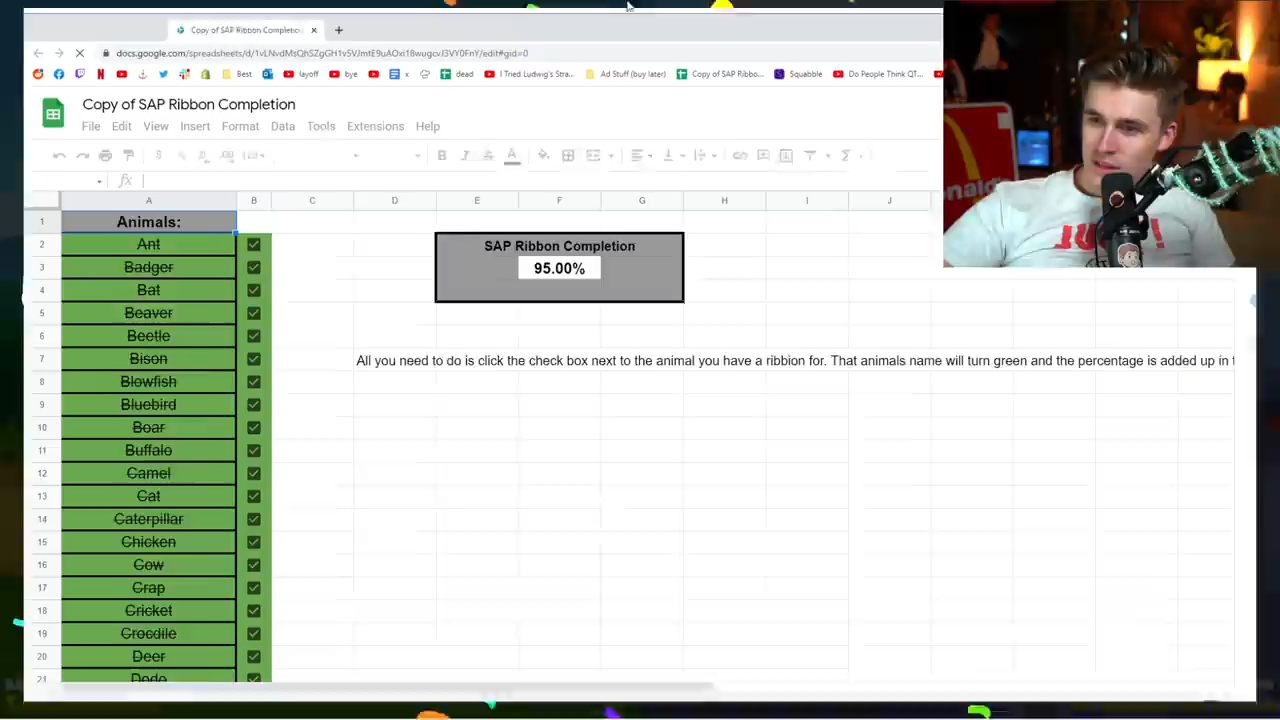 Copy of SAP Ribbon Completion
docs.google.com/spreadsheets/d/
Best
layoff
bye
x
dead
I Tried Ludwig's Stra...
Ad Stuff (buy later)
Copy of SAP Ribbo...
Squabble
Do People Think QT...
Copy of SAP Ribbon Completion
File Edit View Insert Format Data Tools Extensions Help
A B C D E F G H I J
1 Animals:
2 Ant
3 Badger
4 Bat
5 Beaver
6 Beetle
7 Bison
8 Blowfish
9 Bluebird
10 Boar
11 Buffalo
12 Camel
13 Cat
14 Caterpillar
15 Chicken
16 Cow
17 Crap
18 Cricket
19 Crocdile
20 Deer
21 Dodo
SAP Ribbon Completion
95.00%
All you need to do is click the check box next to the animal you have a ribbion for. That animals name will turn green and the percentage is added up in